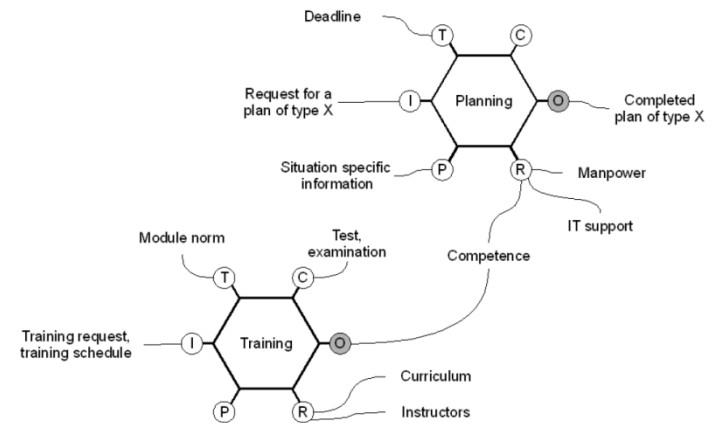 Deadline
T
C
Request for a
plan of type X
I
Planning
O
Completed
plan of type X
Situation specific
information
P
R
Manpower
IT support
Module norm
Test,
examination
Competence
T
C
Training request,
training schedule
I
Training
O
P
R
Curriculum
Instructors